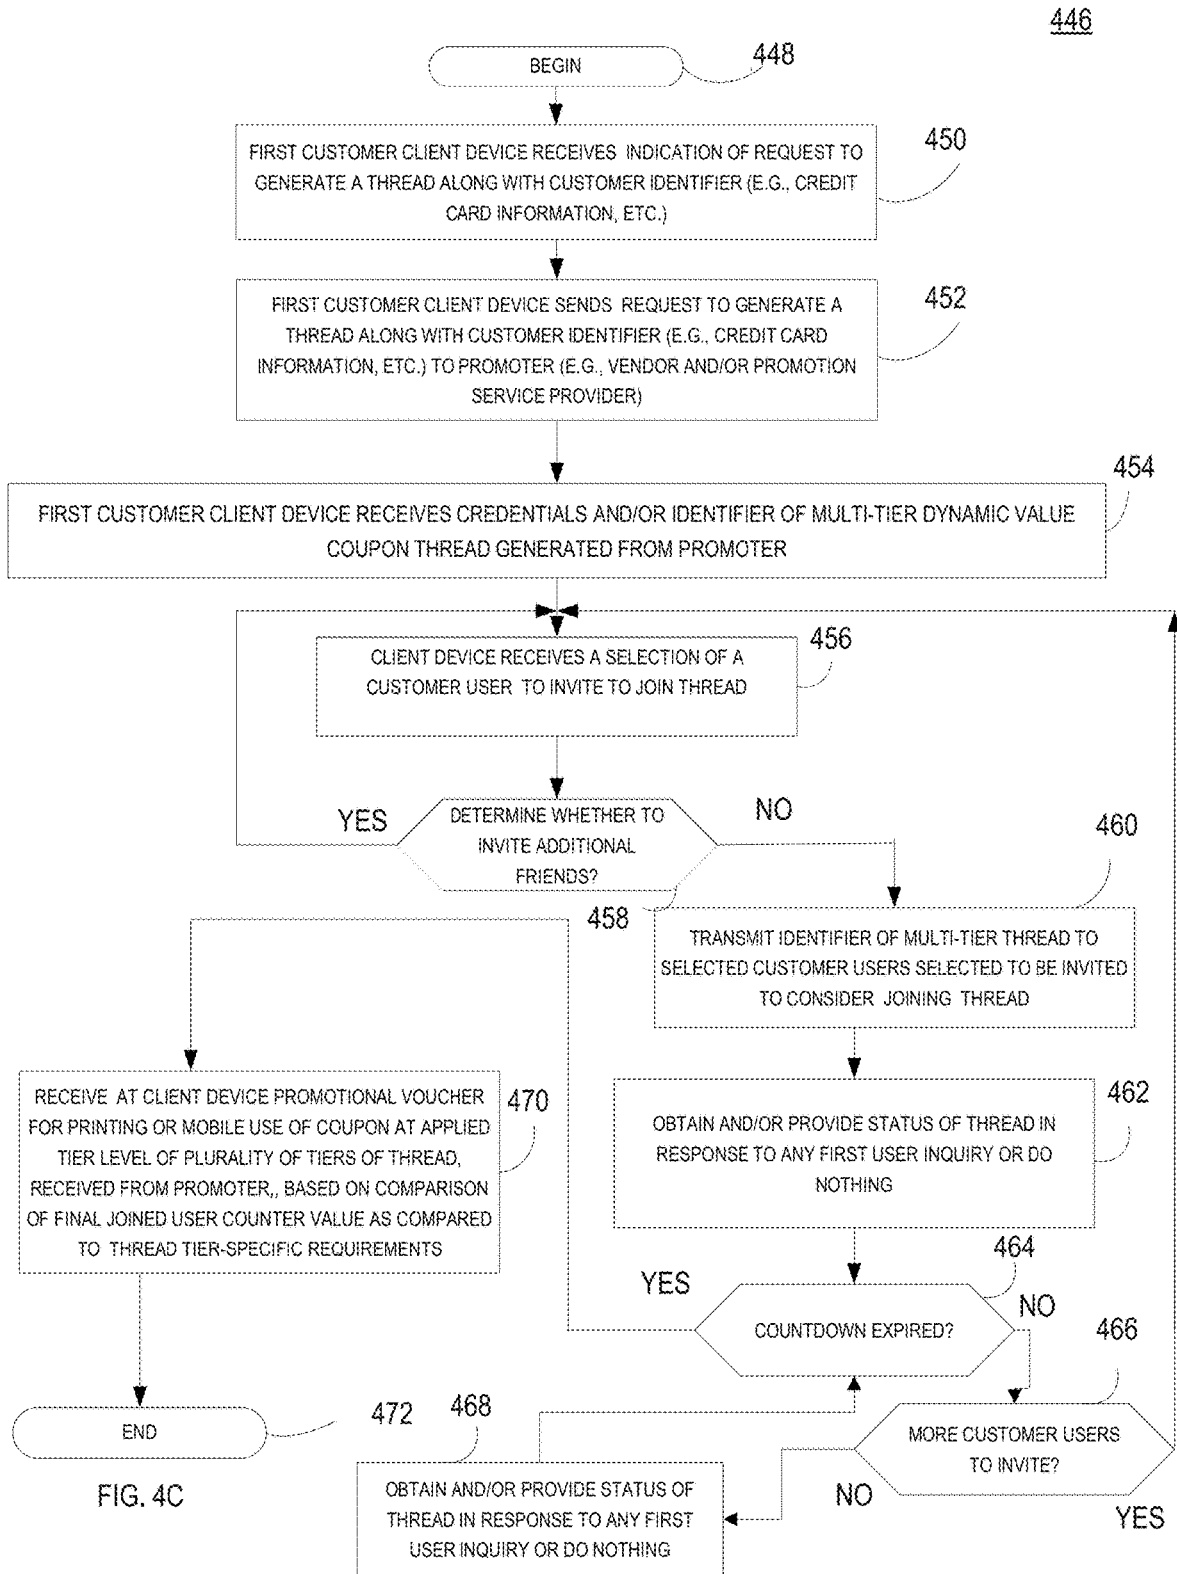 446
BEGIN
448
FIRST CUSTOMER CLIENT DEVICE RECEIVES INDICATION OF REQUEST TO
GENERATE A THREAD ALONG WITH CUSTOMER IDENTIFIER (E.G., CREDIT
CARD INFORMATION, ETC.)
450
FIRST CUSTOMER CLIENT DEVICE SENDS REQUEST TO GENERATE A
THREAD ALONG WITH CUSTOMER IDENTIFIER (E.G., CREDIT CARD
INFORMATION, ETC.) TO PROMOTER (E.G., VENDOR AND/OR PROMOTION
SERVICE PROVIDER)
452
454
FIRST CUSTOMER CLIENT DEVICE RECEIVES CREDENTIALS AND/OR IDENTIFIER OF MULTI-TIER DYNAMIC VALUE
COUPON THREAD GENERATED FROM PROMOTER
CLIENT DEVICE RECEIVES A SELECTION OF A
CUSTOMER USER TO INVITE TO JOIN THREAD
456
YES
DETERMINE WHETHER TO
INVITE ADDITIONAL
FRIENDS?
NO
458
460
TRANSMIT IDENTIFIER OF MULTI-TIER THREAD TO
SELECTED CUSTOMER USERS SELECTED TO BE INVITED
TO CONSIDER JOINING THREAD
RECEIVE AT CLIENT DEVICE PROMOTIONAL VOUCHER
FOR PRINTING OR MOBILE USE OF COUPON AT APPLIED
TIER LEVEL OF PLURALITY OF TIERS OF THREAD,
RECEIVED FROM PROMOTER,, BASED ON COMPARISON
OF FINAL JOINED USER COUNTER VALUE AS COMPARED
TO THREAD TIER-SPECIFIC REQUIREMENTS
470
OBTAIN AND/OR PROVIDE STATUS OF THREAD IN
RESPONSE TO ANY FIRST USER INQUIRY OR DO
NOTHING
462
464
YES
COUNTDOWN EXPIRED?
NO
466
MORE CUSTOMER USERS
TO INVITE?
NO
YES
468
OBTAIN AND/OR PROVIDE STATUS OF
THREAD IN RESPONSE TO ANY FIRST
USER INQUIRY OR DO NOTHING
END
472
FIG. 4C